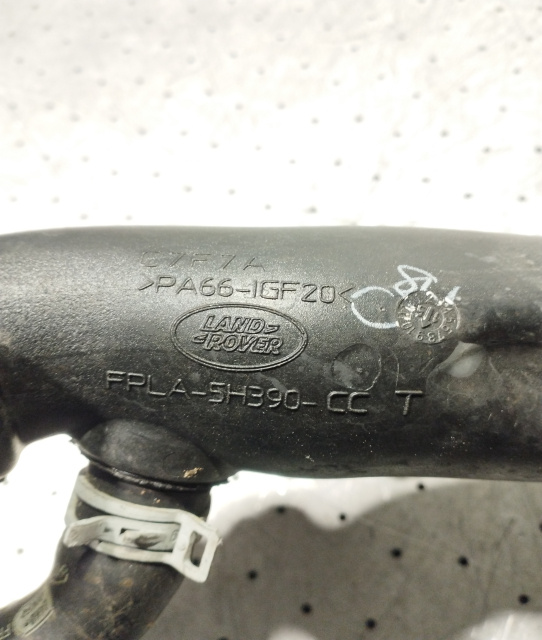 >PA66-IGF20<
LAND-
-ROVER
FPLA-5H390-CC T